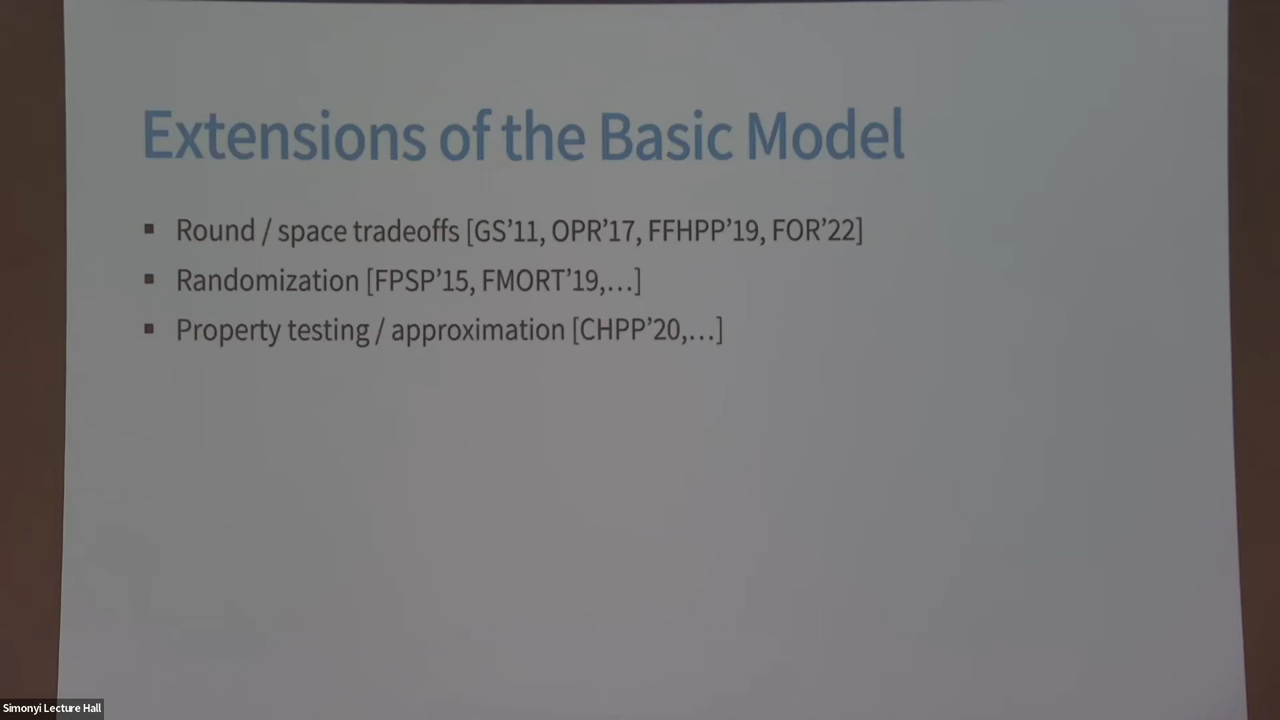 Extensions of the Basic Model
▪ Round / space tradeoffs [GS’11, OPR’17, FFHPP’19, FOR’22]
▪ Randomization [FPSP’15, FMORT’19,…]
▪ Property testing / approximation [CHPP’20,…]
Simonyi Lecture Hall